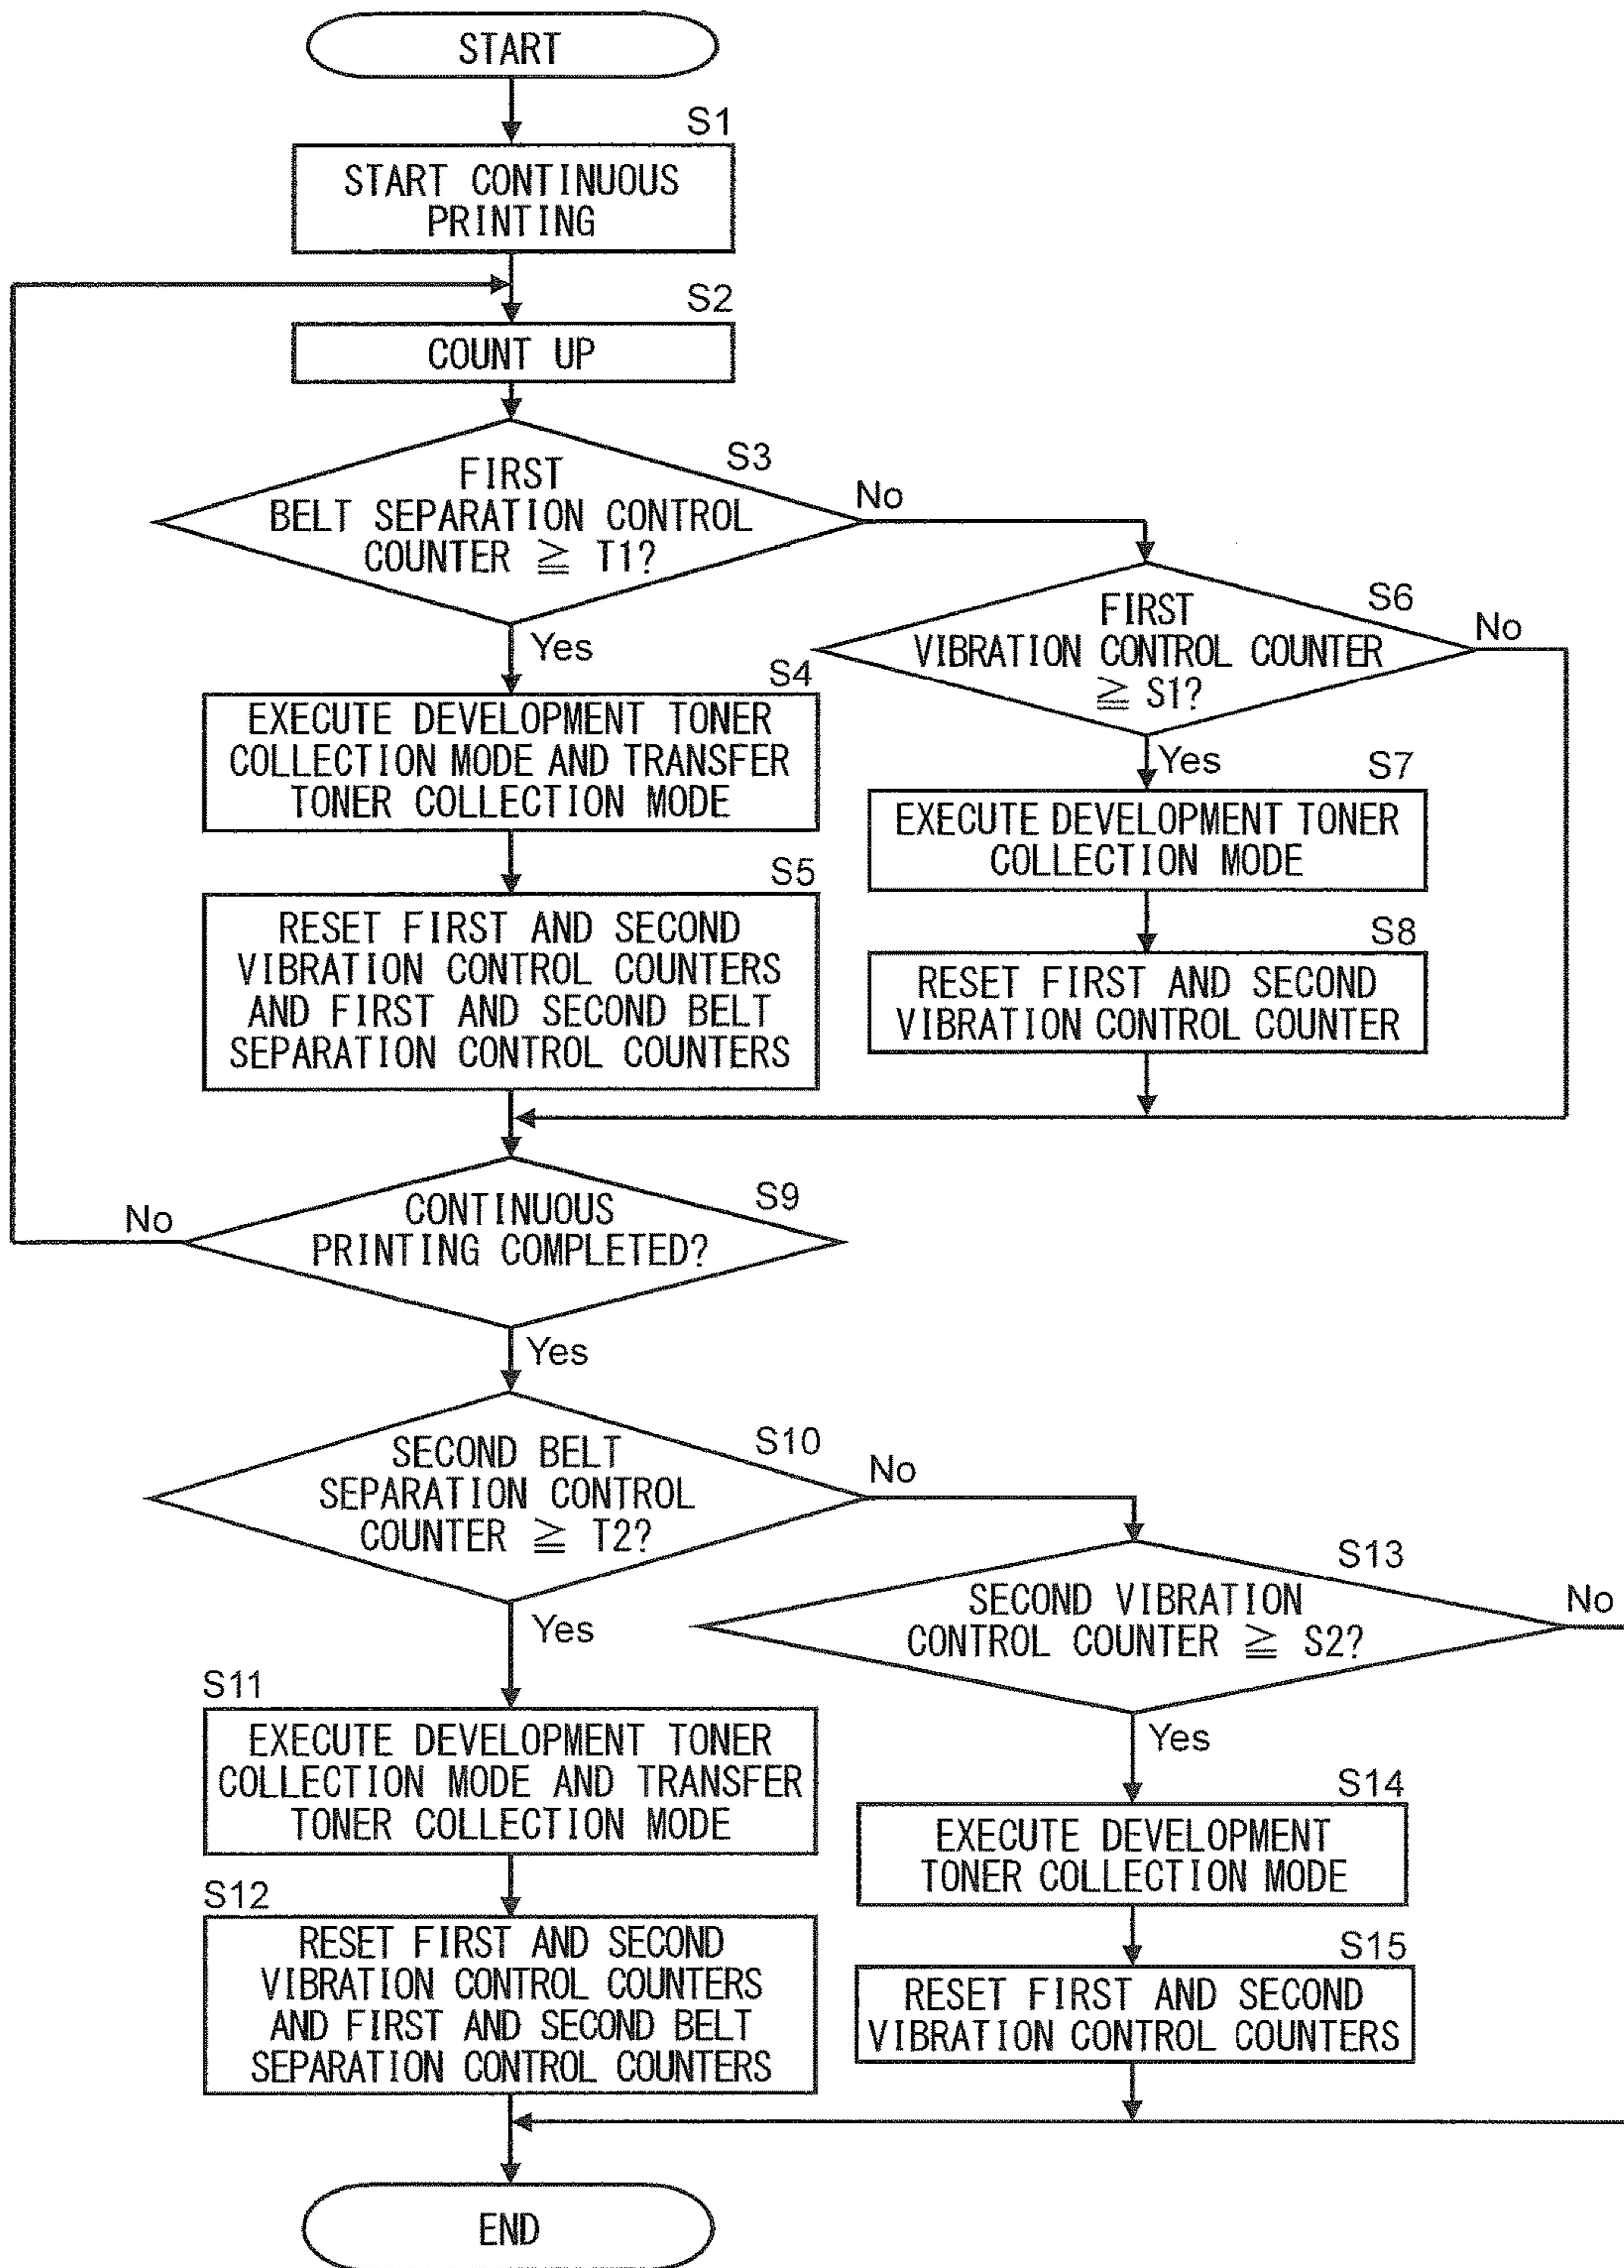 START
S1
START CONTINUOUS
PRINTING
S2
COUNT UP
S3
FIRST
BELT SEPARATION CONTROL
COUNTER ≧ T1?
No
Yes
S6
FIRST
VIBRATION CONTROL COUNTER
≧ S1?
No
Yes
S4
EXECUTE DEVELOPMENT TONER
COLLECTION MODE AND TRANSFER
TONER COLLECTION MODE
S7
EXECUTE DEVELOPMENT TONER
COLLECTION MODE
S5
RESET FIRST AND SECOND
VIBRATION CONTROL COUNTERS
AND FIRST AND SECOND BELT
SEPARATION CONTROL COUNTERS
S8
RESET FIRST AND SECOND
VIBRATION CONTROL COUNTER
S9
CONTINUOUS
PRINTING COMPLETED?
No
Yes
S10
SECOND BELT
SEPARATION CONTROL
COUNTER ≧ T2?
No
Yes
S13
SECOND VIBRATION
CONTROL COUNTER ≧ S2?
No
Yes
S11
EXECUTE DEVELOPMENT TONER
COLLECTION MODE AND TRANSFER
TONER COLLECTION MODE
S14
EXECUTE DEVELOPMENT
TONER COLLECTION MODE
S12
RESET FIRST AND SECOND
VIBRATION CONTROL COUNTERS
AND FIRST AND SECOND BELT
SEPARATION CONTROL COUNTERS
S15
RESET FIRST AND SECOND
VIBRATION CONTROL COUNTERS
END